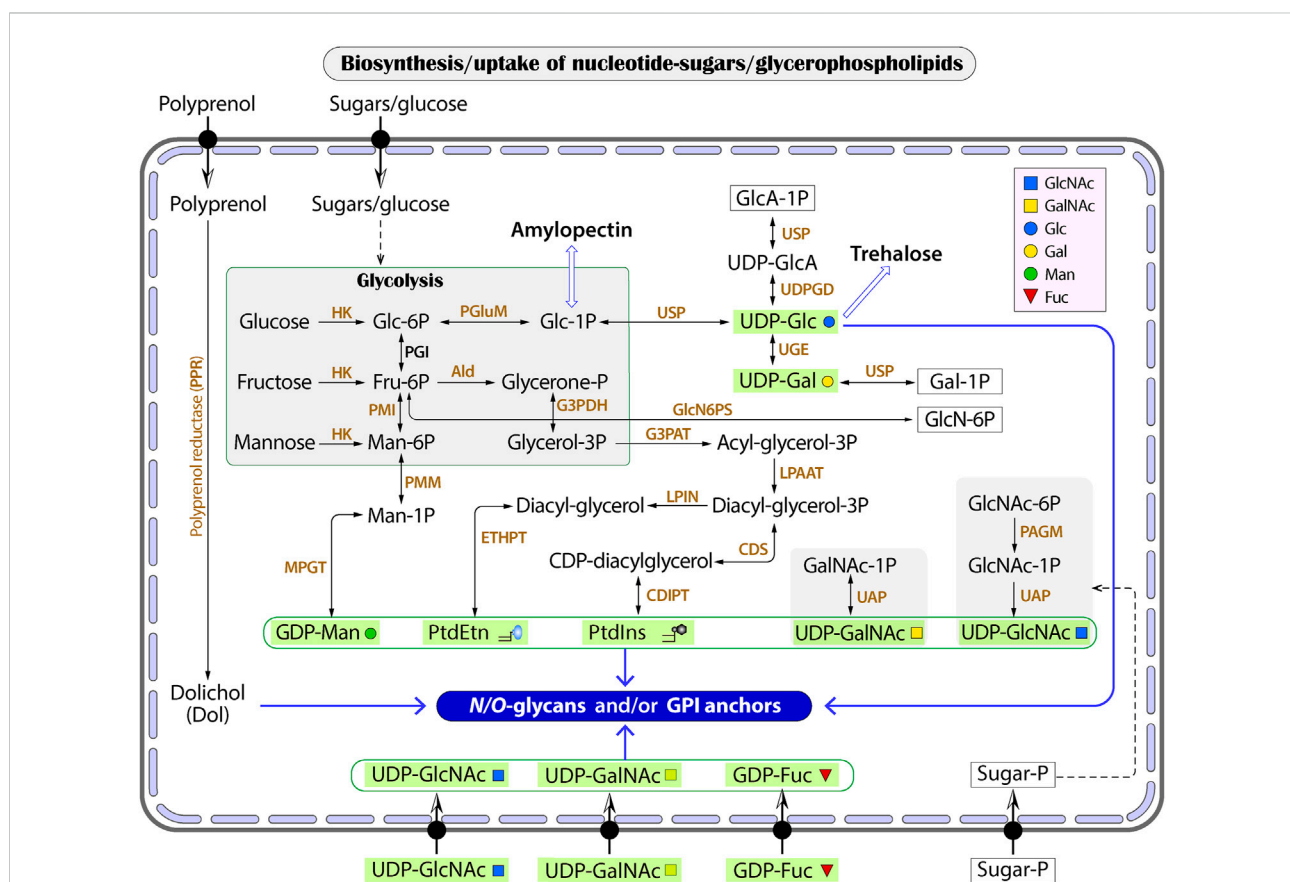 Biosynthesis/uptake of nucleotide-sugars/glycerophospholipids
Polyprenol
Sugars/glucose
Polyprenol
Sugars/glucose
GlcNAc
GalNAc
Glc
Gal
Man
Fuc
GlcA-1P
USP
UDP-GlcA
UDPGD
Amylopectin
Trehalose
Glycolysis
Glucose
HK
Glc-6P
PGluM
Glc-1P
USP
UDP-Glc
PGI
UGE
Fructose
HK
Fru-6P
Ald
Glycerone-P
UDP-Gal
USP
Gal-1P
PMI
G3PDH
GlcN6PS
GlcN-6P
Mannose
HK
Man-6P
Glycerol-3P
G3PAT
Acyl-glycerol-3P
Polyprenol reductase (PPR)
PMM
LPAAT
Man-1P
Diacyl-glycerol
LPIN
Diacyl-glycerol-3P
GlcNAc-6P
PAGM
MPGT
ETHPT
CDP-diacylglycerol
CDS
GalNAc-1P
GlcNAc-1P
CDIPT
UAP
UAP
GDP-Man
PtdEtn
PtdIns
UDP-GalNAc
UDP-GlcNAc
Dolichol
(Dol)
N/O-glycans and/or GPI anchors
UDP-GlcNAc
UDP-GalNAc
GDP-Fuc
Sugar-P
UDP-GlcNAc
UDP-GalNAc
GDP-Fuc
Sugar-P